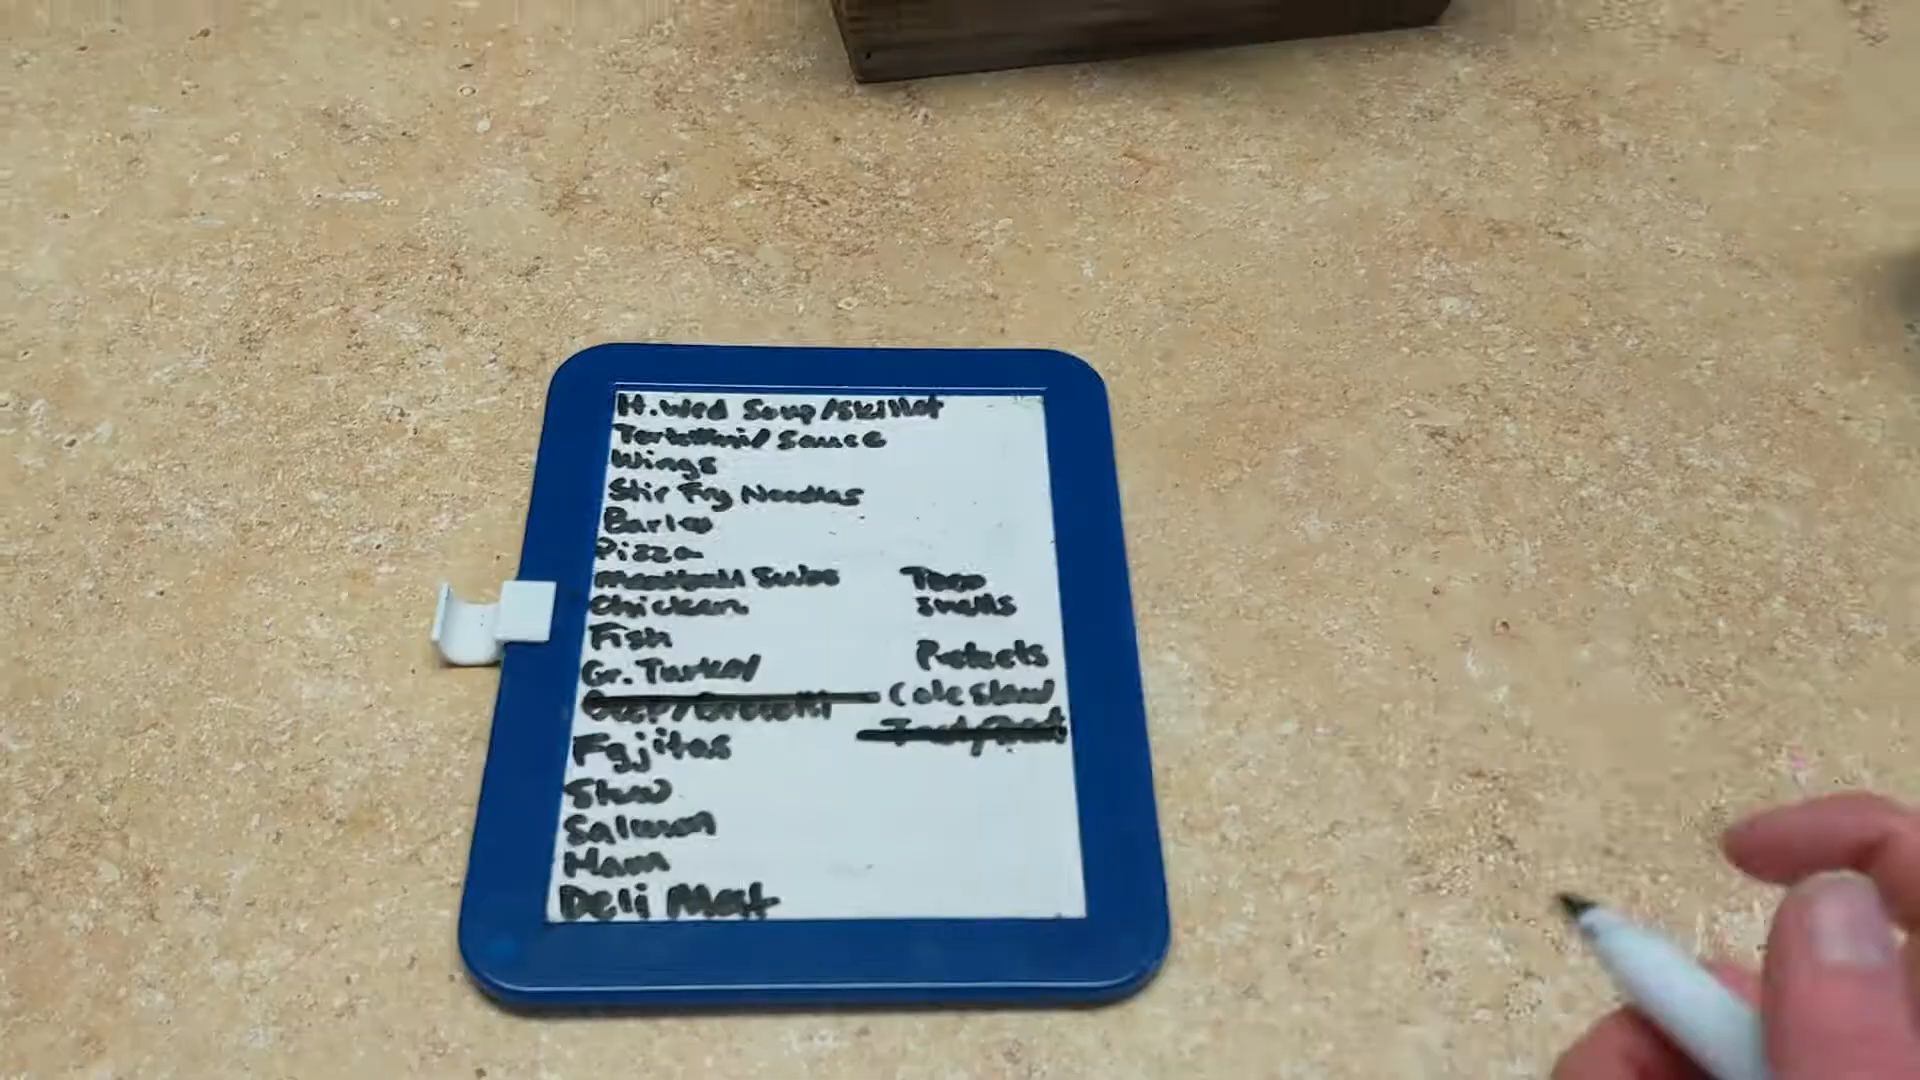 H. Wed Soup/Skillet
Tortellini/Sauce
Wings
Stir Fry Noodles
Pizza
Meatball Subs
Chicken
Fish
Gr. Turkey
Fajitas
Stew
Salmon
Ham
Deli Meat
Taco
Shells
Cole Slaw